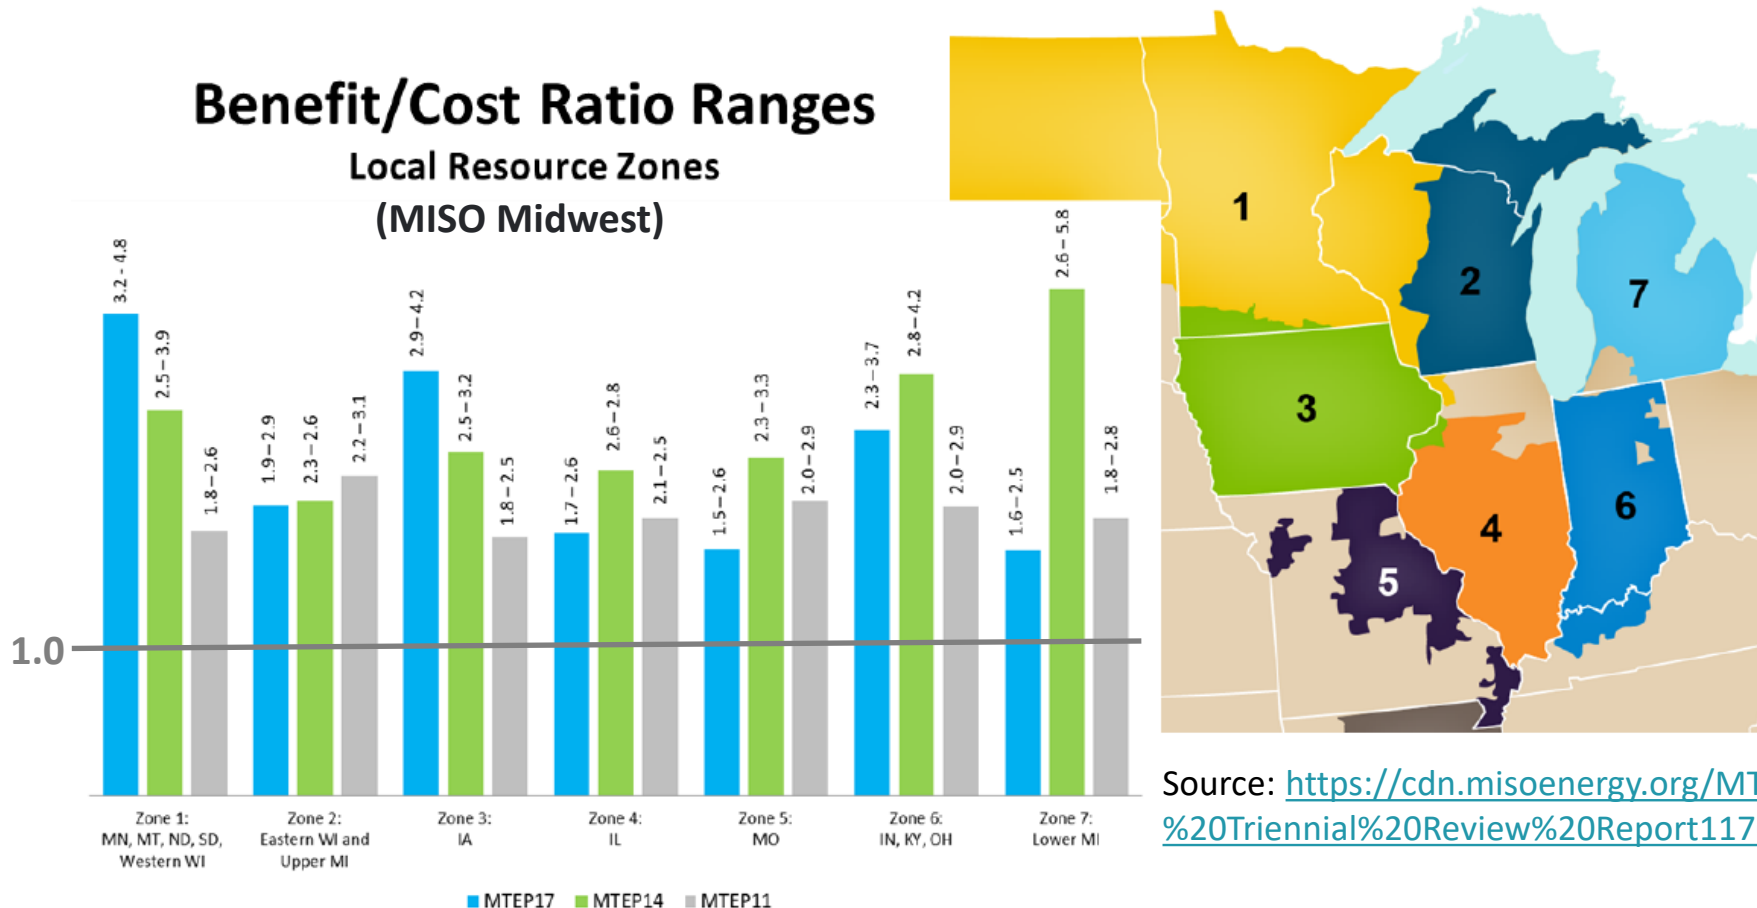 Benefit/Cost Ratio Ranges
Local Resource Zones
(MISO Midwest)
3.2 - 4.8
2.5 – 3.9
1.8 – 2.6
1.9 – 2.9
2.3 – 2.6
2.2 – 3.1
2.9 – 4.2
2.5 – 3.2
1.8 – 2.5
1.7 – 2.6
2.6 – 2.8
2.1 – 2.5
1.5 – 2.6
2.3 – 3.3
2.0 – 2.9
2.3 – 3.7
2.8 – 4.2
2.0 – 2.9
1.6 – 2.5
2.6 – 5.8
1.8 – 2.8
1.0
Zone 1:
MN, MT, ND, SD,
Western WI
Zone 2:
Eastern WI and
Upper MI
Zone 3:
IA
Zone 4:
IL
Zone 5:
MO
Zone 6:
IN, KY, OH
Zone 7:
Lower MI
MTEP17 MTEP14 MTEP11
1
2
7
3
4
6
5
Source: https://cdn.misoenergy.org/MT
%20Triennial%20Review%20Report117